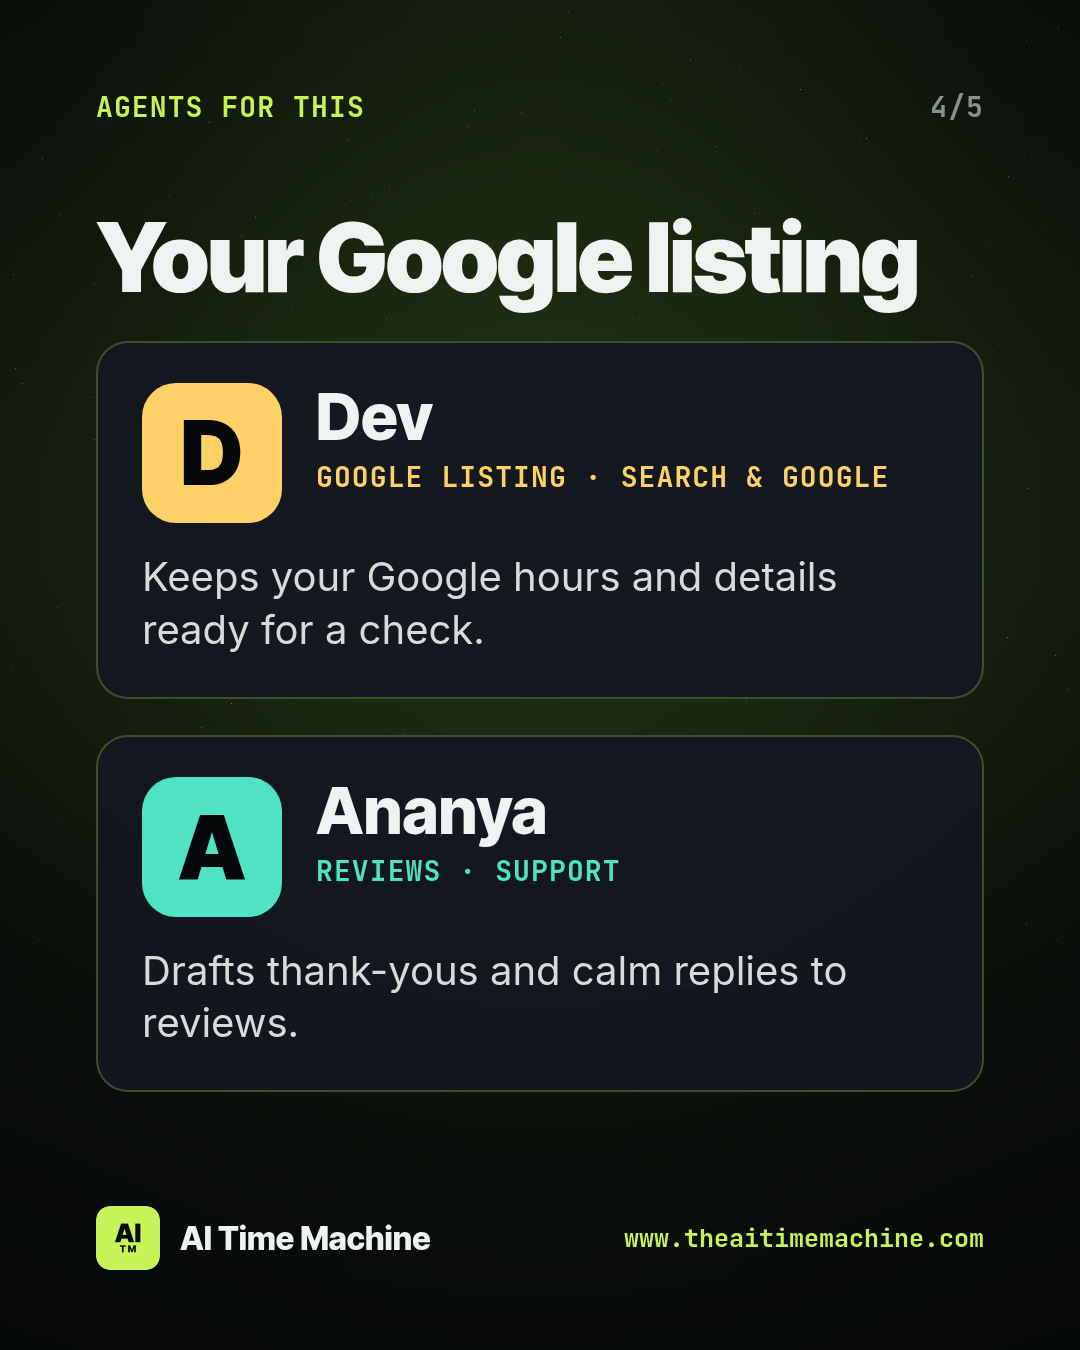 AGENTS FOR THIS
4/5
Your Google listing
D
Dev
GOOGLE LISTING · SEARCH & GOOGLE
Keeps your Google hours and details
ready for a check.
A
Ananya
REVIEWS · SUPPORT
Drafts thank-yous and calm replies to
reviews.
AI
TM
AI Time Machine
www.theaitimemachine.com